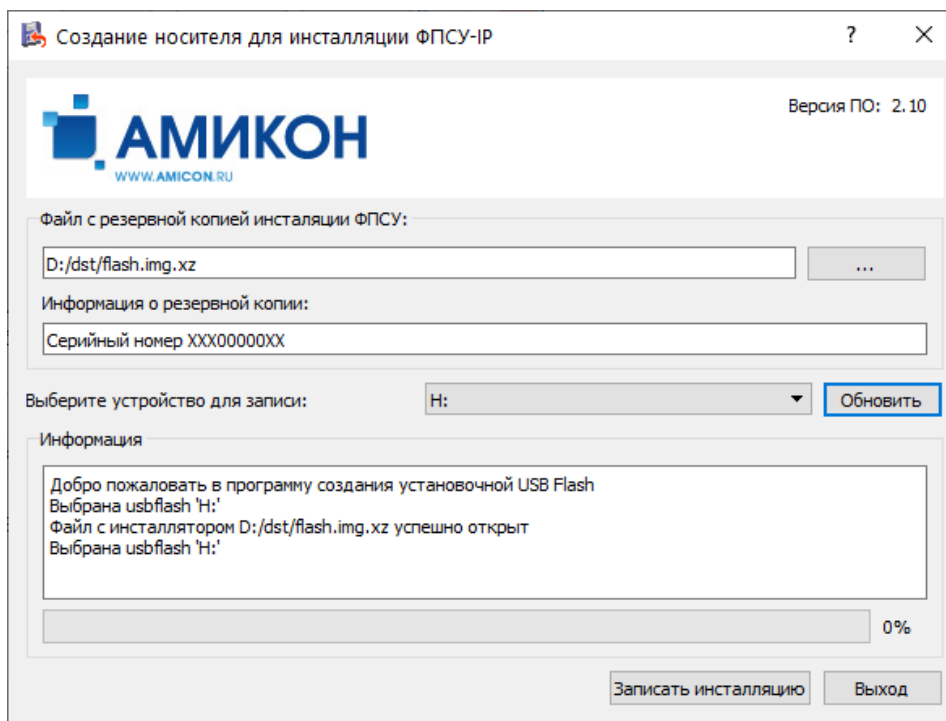 Создание носителя для инсталляции ФПСУ-IP
?
Версия ПО: 2.10
АМИКОН
WWW.AMICON.RU
Файл с резервной копией инсталяции ФПСУ:
D:/dst/flash.img.xz
...
Информация о резервной копии:
Серийный номер XXX00000XX
Выберите устройство для записи:
H:
Обновить
Информация
Добро пожаловать в программу создания установочной USB Flash
Выбрана usbflash 'H:'
Файл с инсталлятором D:/dst/flash.img.xz успешно открыт
Выбрана usbflash 'H:'
0%
Записать инсталляцию
Выход